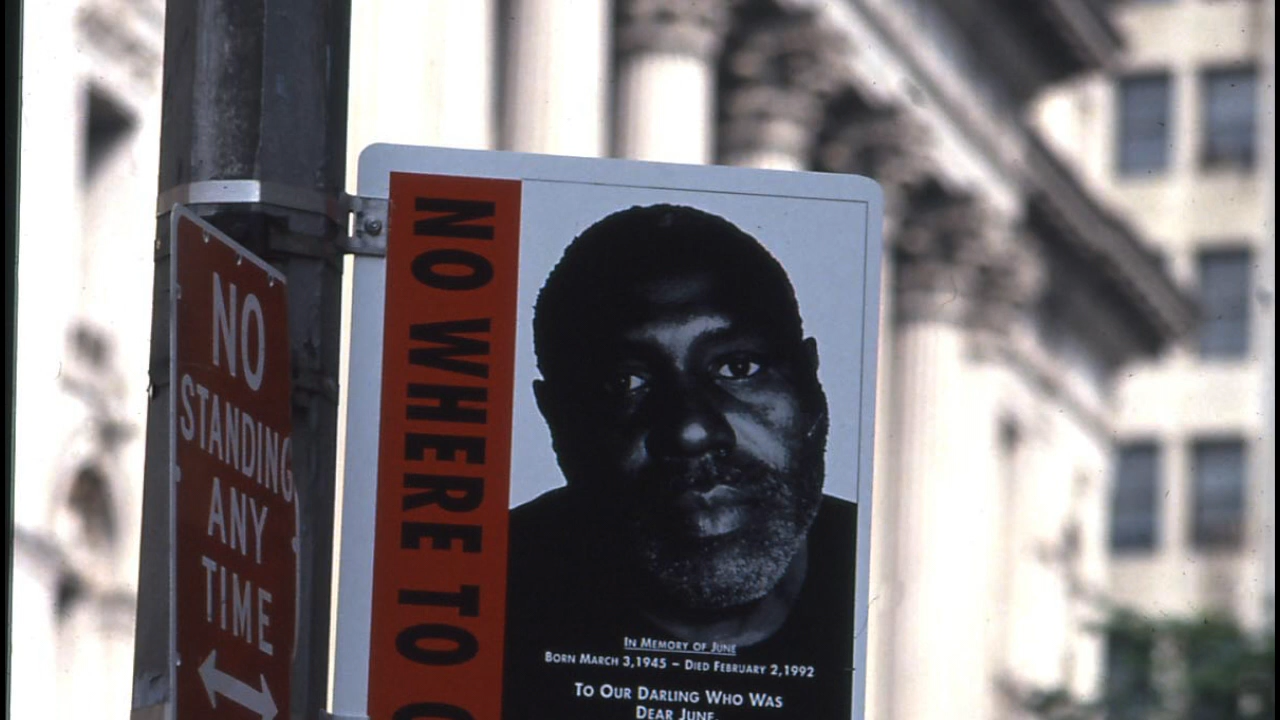 NO
STANDING
ANY
TIME
NO WHERE TO
IN MEMORY OF JUNE
BORN MARCH 3,1945 – DIED FEBRUARY 2,1992
TO OUR DARLING WHO WAS
DEAR JUNE,